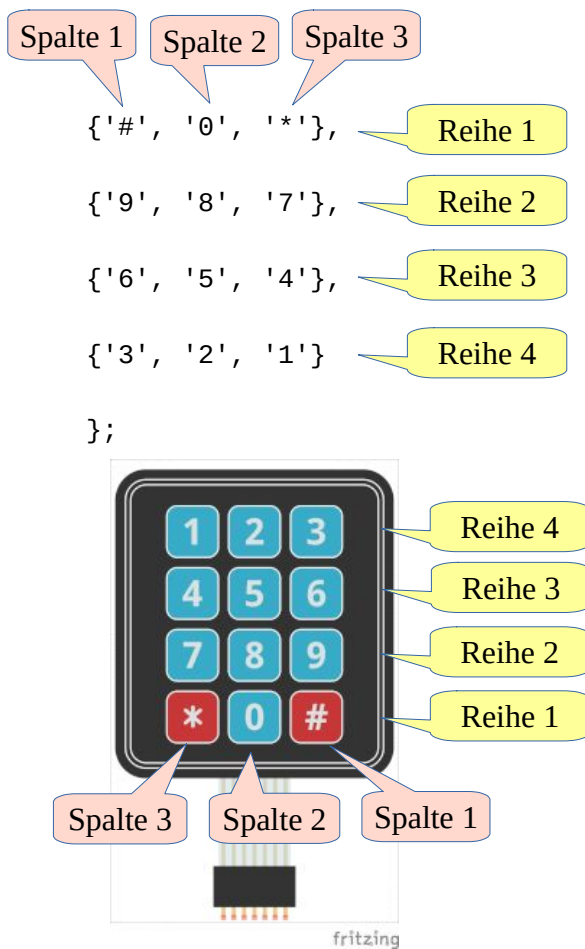 Spalte 1 Spalte 2 Spalte 3
{'#', '0', '*'}, Reihe 1
{'9', '8', '7'}, Reihe 2
{'6', '5', '4'}, Reihe 3
{'3', '2', '1'} Reihe 4
};
1 2 3 Reihe 4
4 5 6 Reihe 3
7 8 9 Reihe 2
* 0 # Reihe 1
Spalte 3 Spalte 2 Spalte 1
fritzing